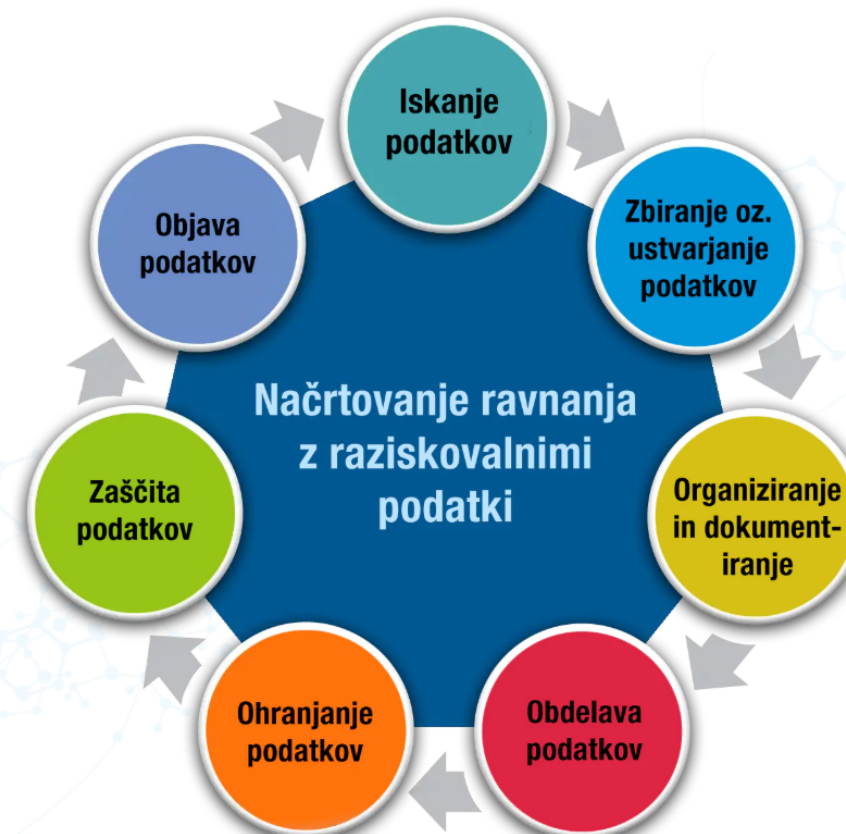 Iskanje
podatkov
Zbiranje oz.
ustvarjanje
podatkov
Organiziranje
in dokument-
iranje
Obdelava
podatkov
Ohranjanje
podatkov
Zaščita
podatkov
Objava
podatkov
Načrtovanje ravnanja
z raziskovalnimi
podatki